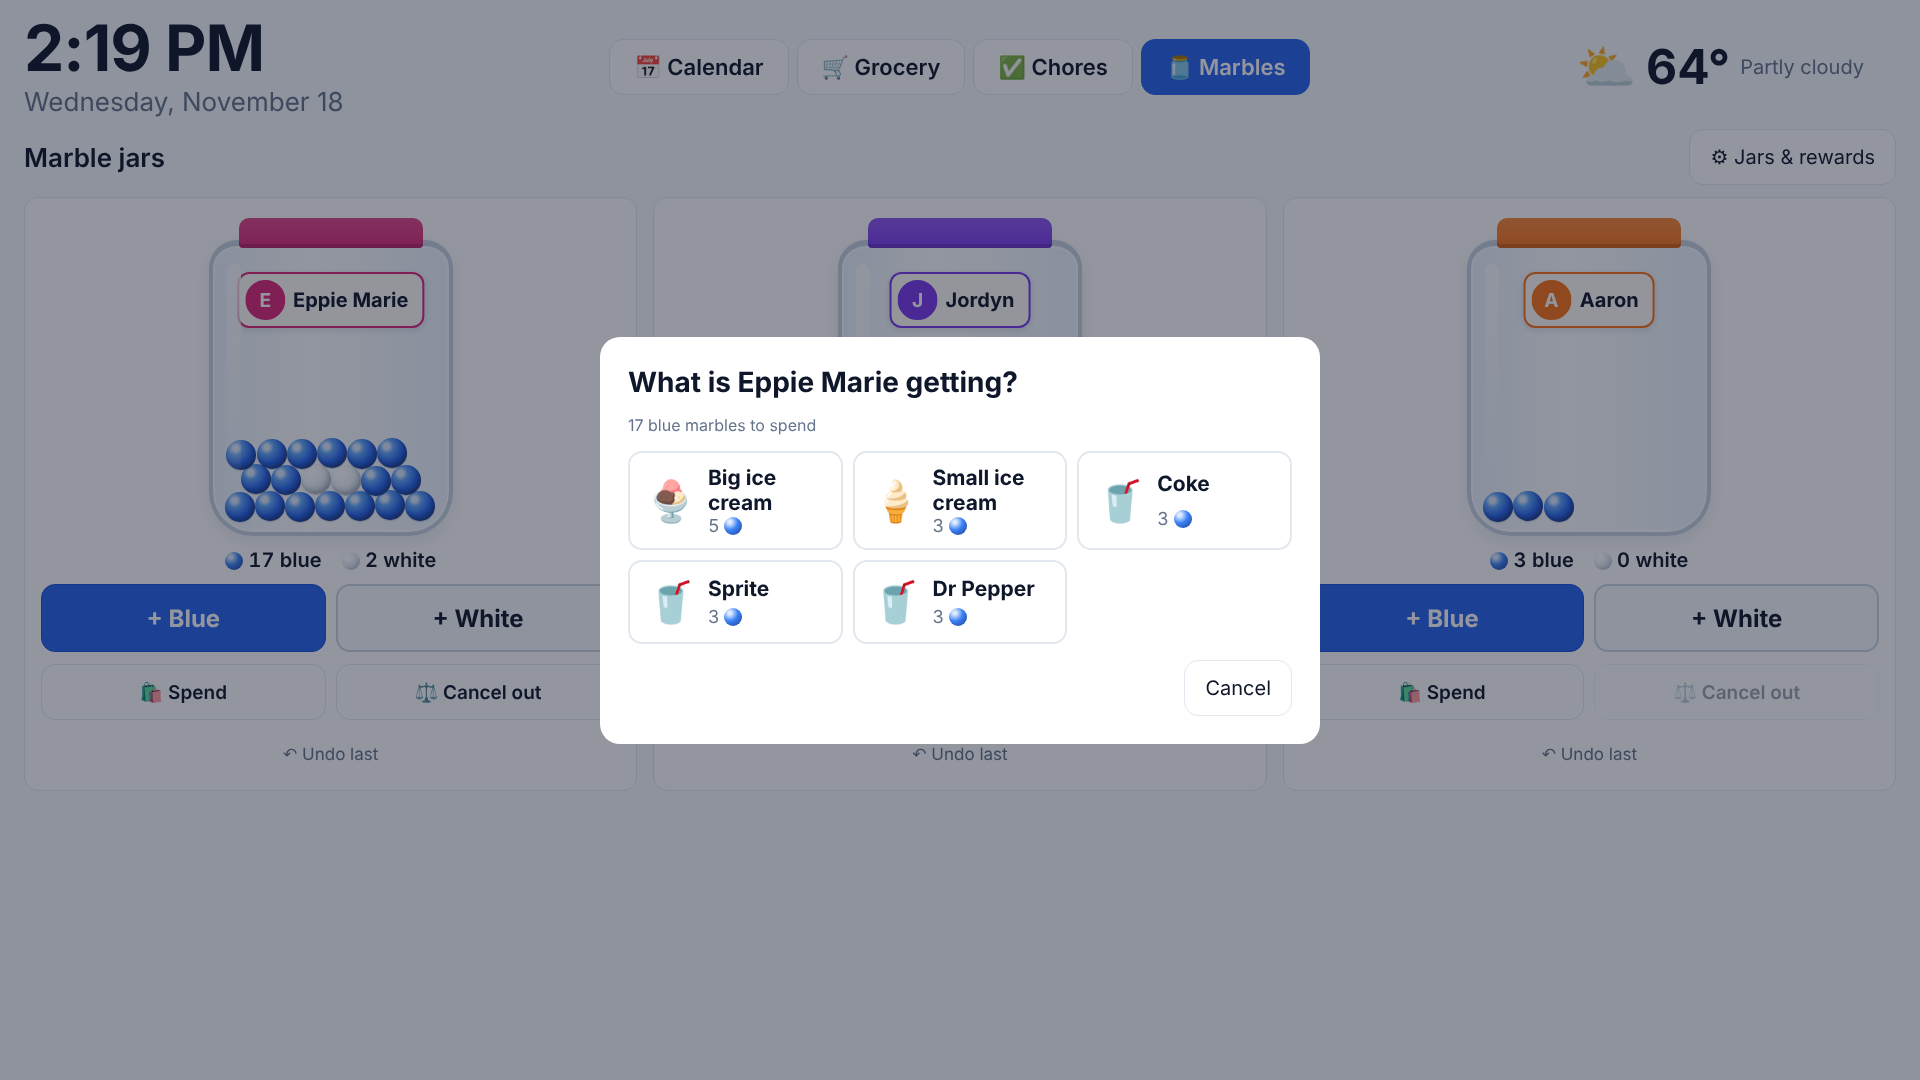 2:19 PM
Wednesday, November 18
Calendar
Grocery
Chores
Marbles
64°
Partly cloudy
Marble jars
Jars & rewards
E
Eppie Marie
J
Jordyn
A
Aaron
What is Eppie Marie getting?
17 blue marbles to spend
Big ice
cream
5
Small ice
cream
3
Coke
3
Sprite
3
Dr Pepper
3
Cancel
17 blue
2 white
3 blue
0 white
+ Blue
+ White
+ Blue
+ White
Spend
Cancel out
Spend
Cancel out
↶ Undo last
↶ Undo last
↶ Undo last